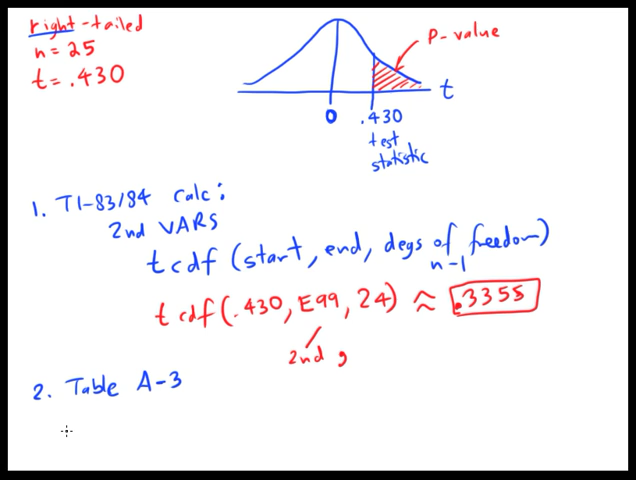 right-tailed
n = 25
t = .430
P-value
t
0
.430
test
statistic
1. TI-83/84 calc:
2nd VARS
tcdf (start, end, degs of freedom)
n-1
tcdf(.430, E99, 24) ≈ .3355
2nd ,
2. Table A-3